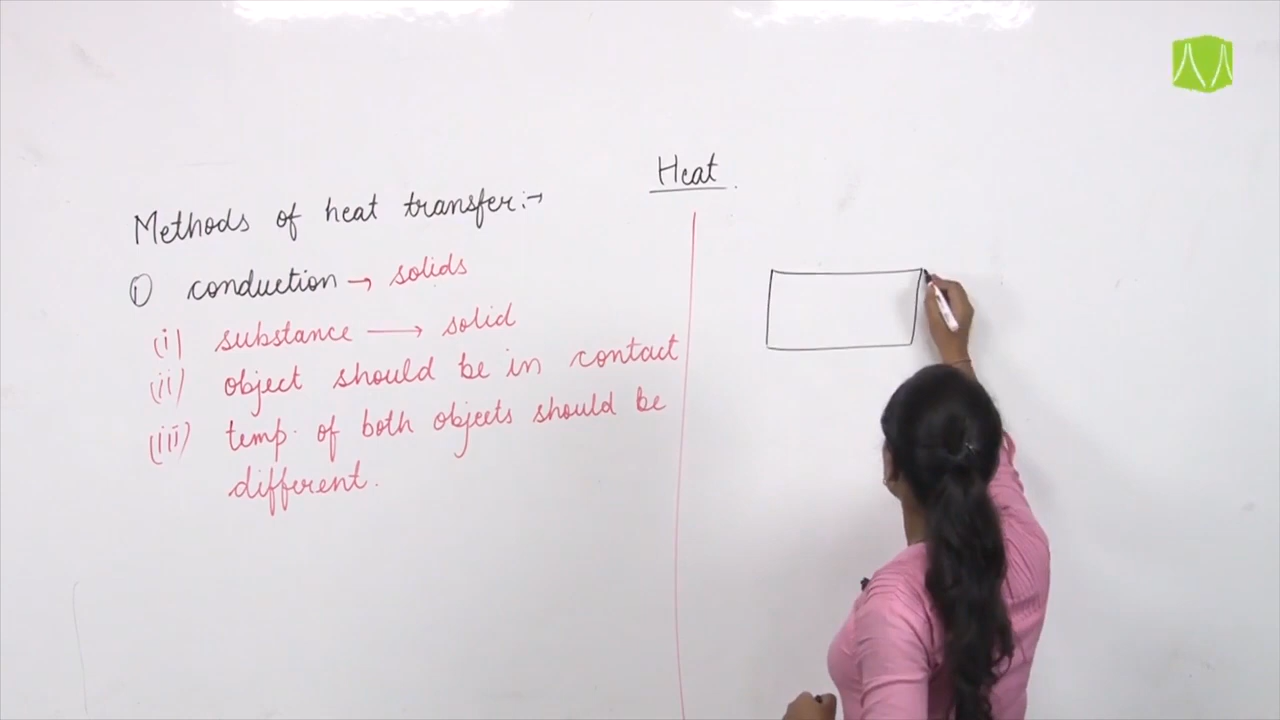 Heat.
Methods of heat transfer:→
① conduction → solids
(i) substance → solid
(ii) object should be in contact
(iii) temp. of both objects should be
different.